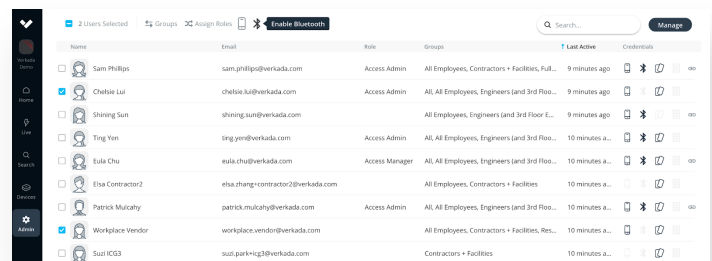 2 Users Selected Groups Assign Roles Enable Bluetooth Search... Manage
Name Email Role Groups Last Active Credentials
Verkada Demo
Home
Live
Search
Devices
Admin
Sam Phillips sam.phillips@verkada.com Access Admin All Employees, Contractors + Facilities, Full... 9 minutes ago
Chelsie Lui chelsie.lui@verkada.com Access Admin All, All Employees, Engineers (and 3rd Floo... 9 minutes ago
Shining Sun shining.sun@verkada.com All Employees, Engineers (and 3rd Floor E... 9 minutes ago
Ting Yen ting.yen@verkada.com Access Admin All, All Employees, Engineers (and 3rd Floo... 10 minutes a...
Eula Chu eula.chu@verkada.com Access Manager All, All Employees, Engineers (and 3rd Floo... 10 minutes a...
Elsa Contractor2 elsa.zhang+contractor2@verkada.com All Employees, Contractors + Facilities 10 minutes a...
Patrick Mulcahy patrick.mulcahy@verkada.com Access Admin All, All Employees, Engineers (and 3rd Floo... 10 minutes a...
Workplace Vendor workplace.vendor@verkada.com All Employees, Contractors + Facilities, Res... 10 minutes a...
Suzi ICG3 suzi.park+icg3@verkada.com Contractors + Facilities 10 minutes a...